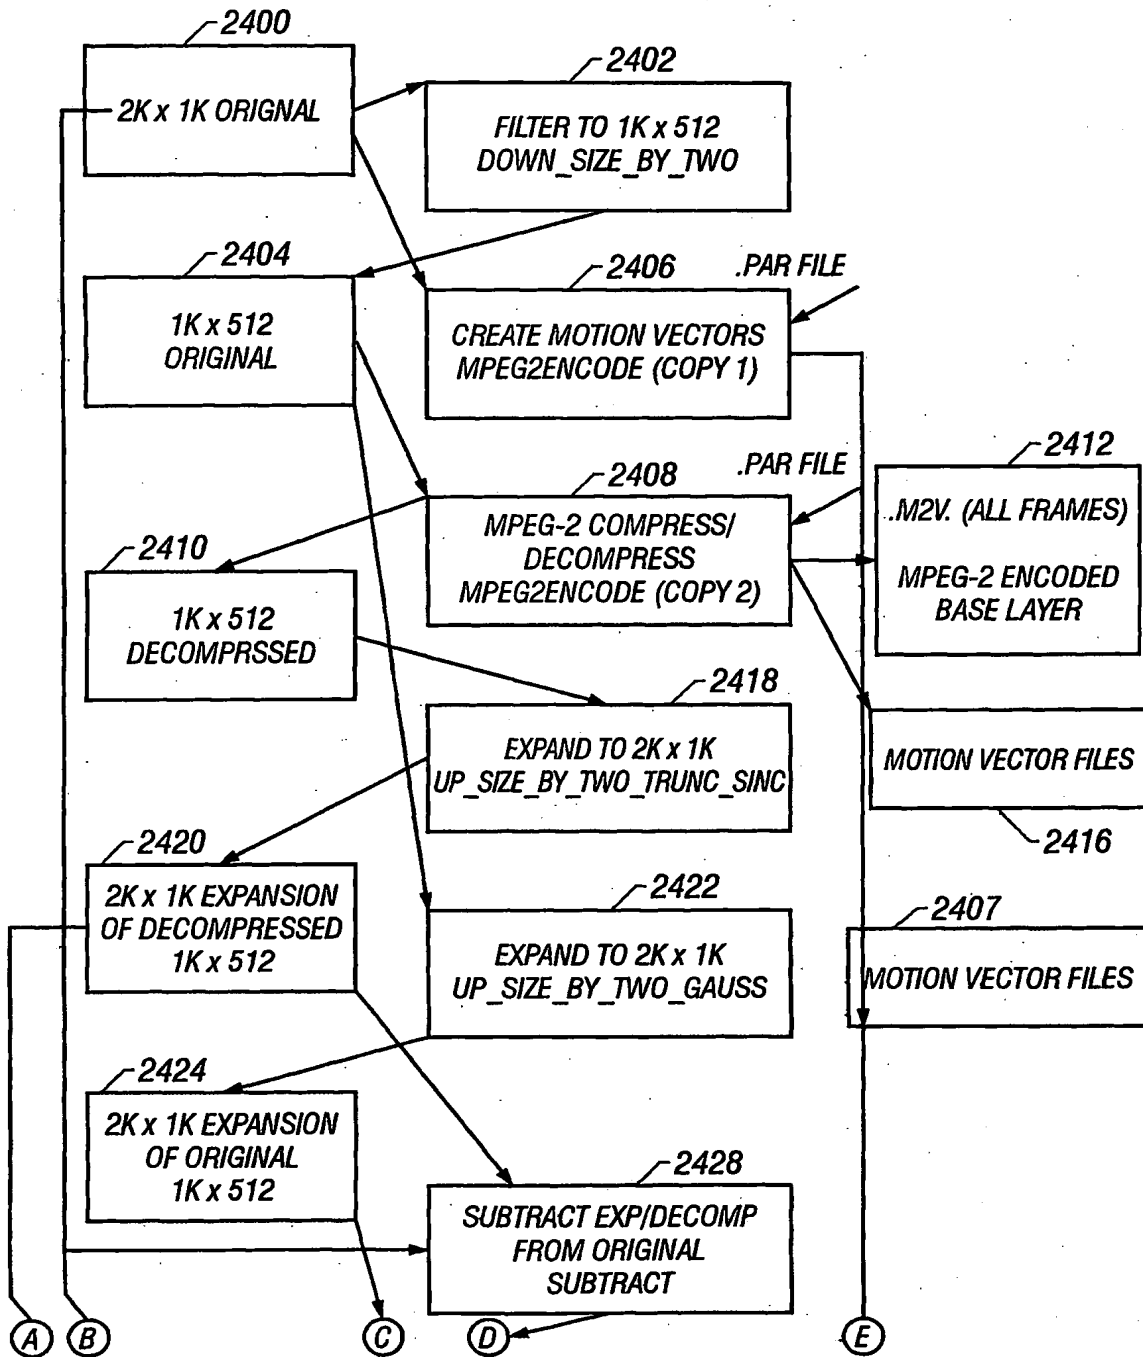 2400
2K x 1K ORIGNAL
2402
FILTER TO 1K x 512
DOWN_SIZE_BY_TWO
2404
1K x 512
ORIGINAL
2406
.PAR FILE
CREATE MOTION VECTORS
MPEG2ENCODE (COPY 1)
2408
.PAR FILE
MPEG-2 COMPRESS/
DECOMPRESS
MPEG2ENCODE (COPY 2)
2412
.M2V. (ALL FRAMES)
MPEG-2 ENCODED
BASE LAYER
2410
1K x 512
DECOMPRSSED
2418
EXPAND TO 2K x 1K
UP_SIZE_BY_TWO_TRUNC_SINC
MOTION VECTOR FILES
2416
2420
2K x 1K EXPANSION
OF DECOMPRESSED
1K x 512
2422
EXPAND TO 2K x 1K
UP_SIZE_BY_TWO_GAUSS
2407
MOTION VECTOR FILES
2424
2K x 1K EXPANSION
OF ORIGINAL
1K x 512
2428
SUBTRACT EXP/DECOMP
FROM ORIGINAL
SUBTRACT
A
B
C
D
E